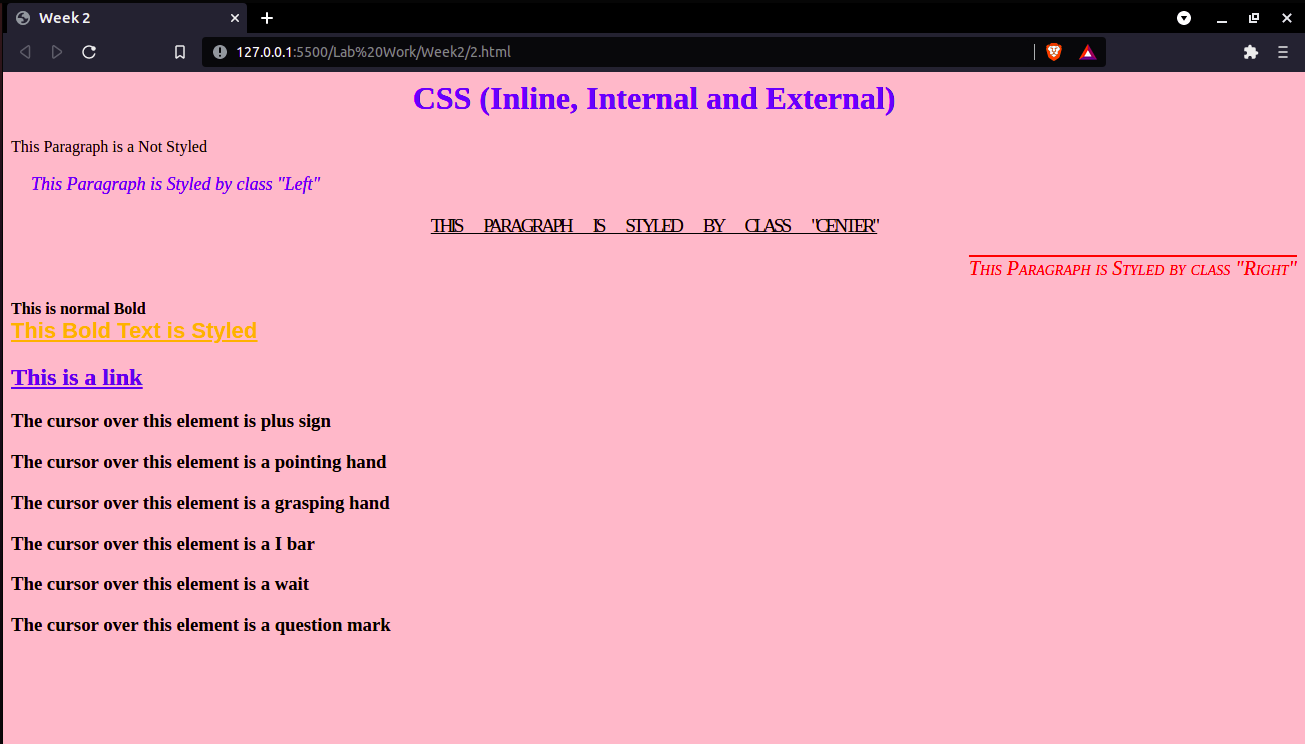 Week 2
127.0.0.1:5500/Lab%20Work/Week2/2.html
CSS (Inline, Internal and External)
This Paragraph is a Not Styled
This Paragraph is Styled by class "Left"
THIS PARAGRAPH IS STYLED BY CLASS "CENTER"
This Paragraph is Styled by class "Right"
This is normal Bold
This Bold Text is Styled
This is a link
The cursor over this element is plus sign
The cursor over this element is a pointing hand
The cursor over this element is a grasping hand
The cursor over this element is a I bar
The cursor over this element is a wait
The cursor over this element is a question mark